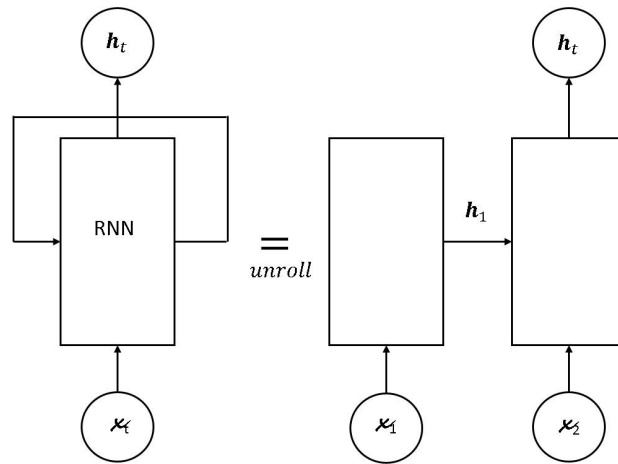 h_t h_t
RNN
h_1
=
unroll
x_t x_1 x_2